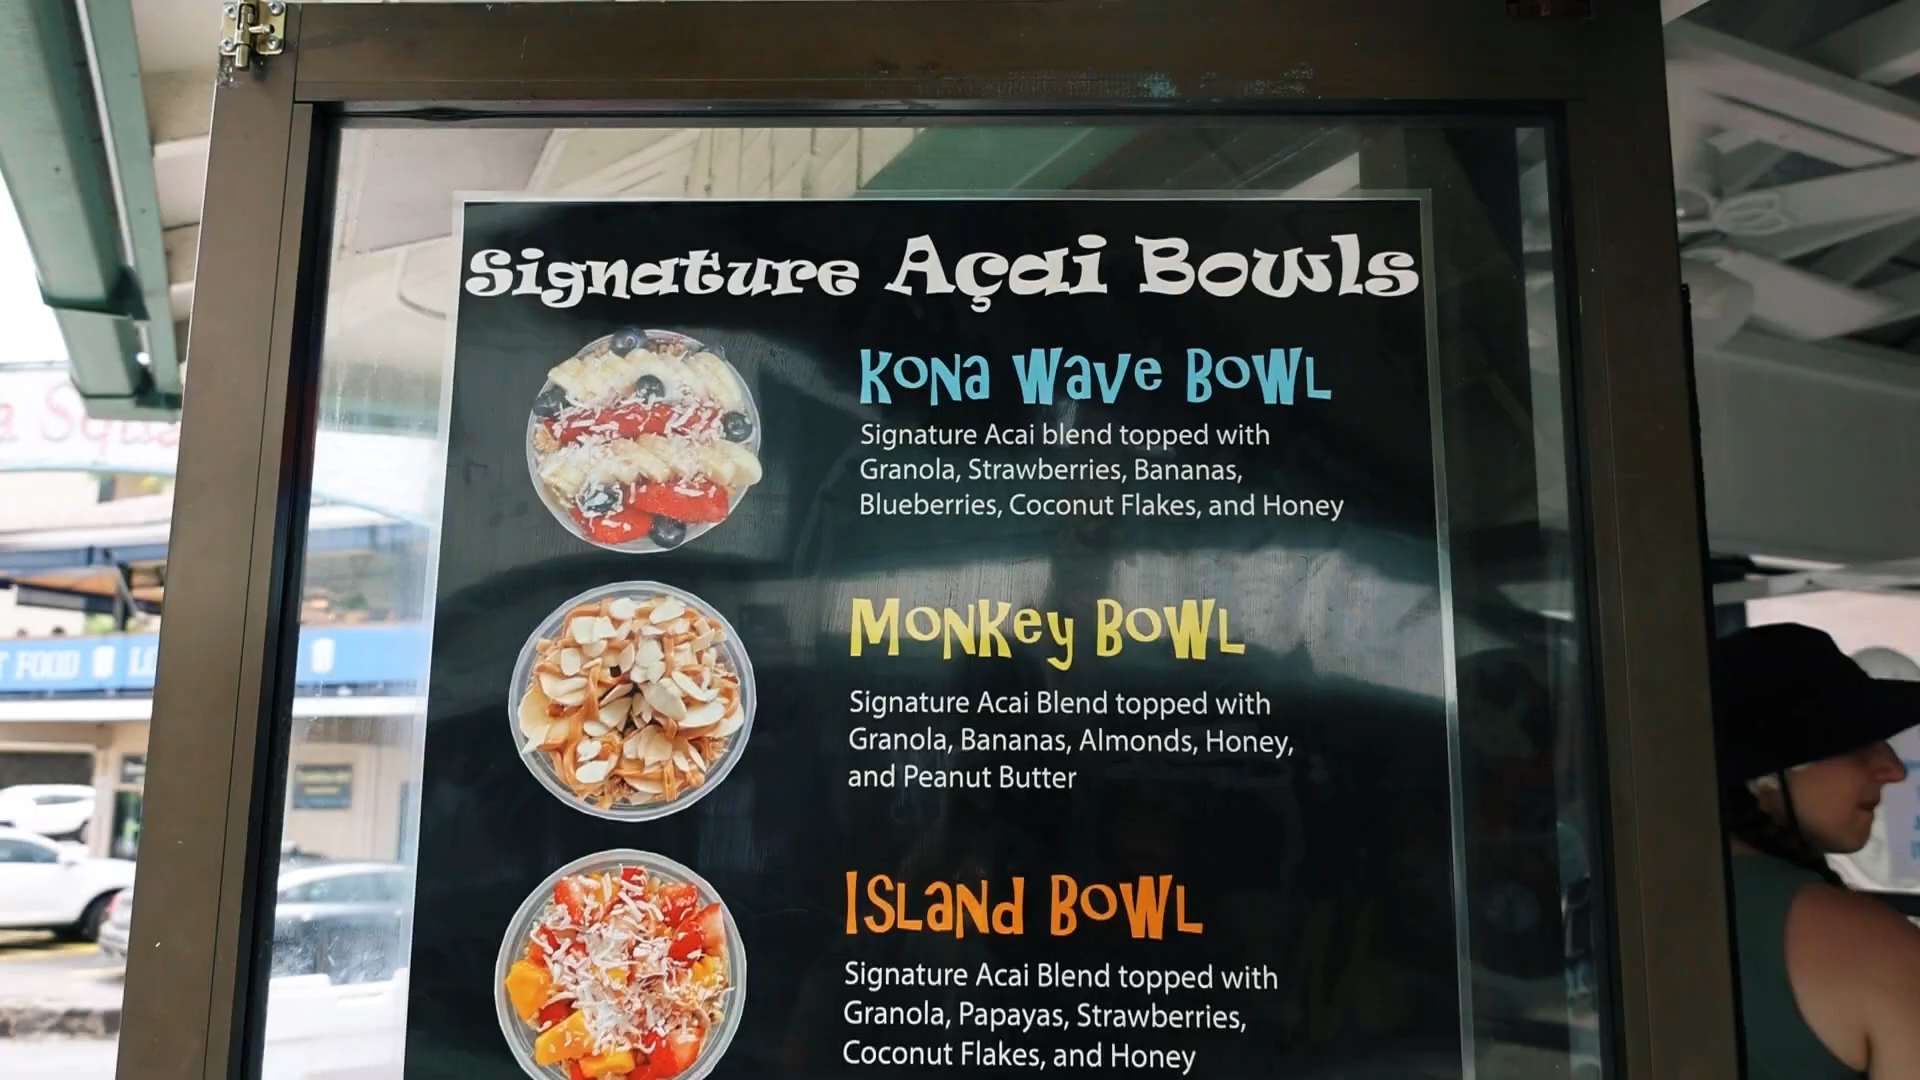 Signature Açai Bowls
Kona Wave Bowl
Signature Acai blend topped with
Granola, Strawberries, Bananas,
Blueberries, Coconut Flakes, and Honey
Monkey Bowl
Signature Acai Blend topped with
Granola, Bananas, Almonds, Honey,
and Peanut Butter
Island Bowl
Signature Acai Blend topped with
Granola, Papayas, Strawberries,
Coconut Flakes, and Honey
FOOD